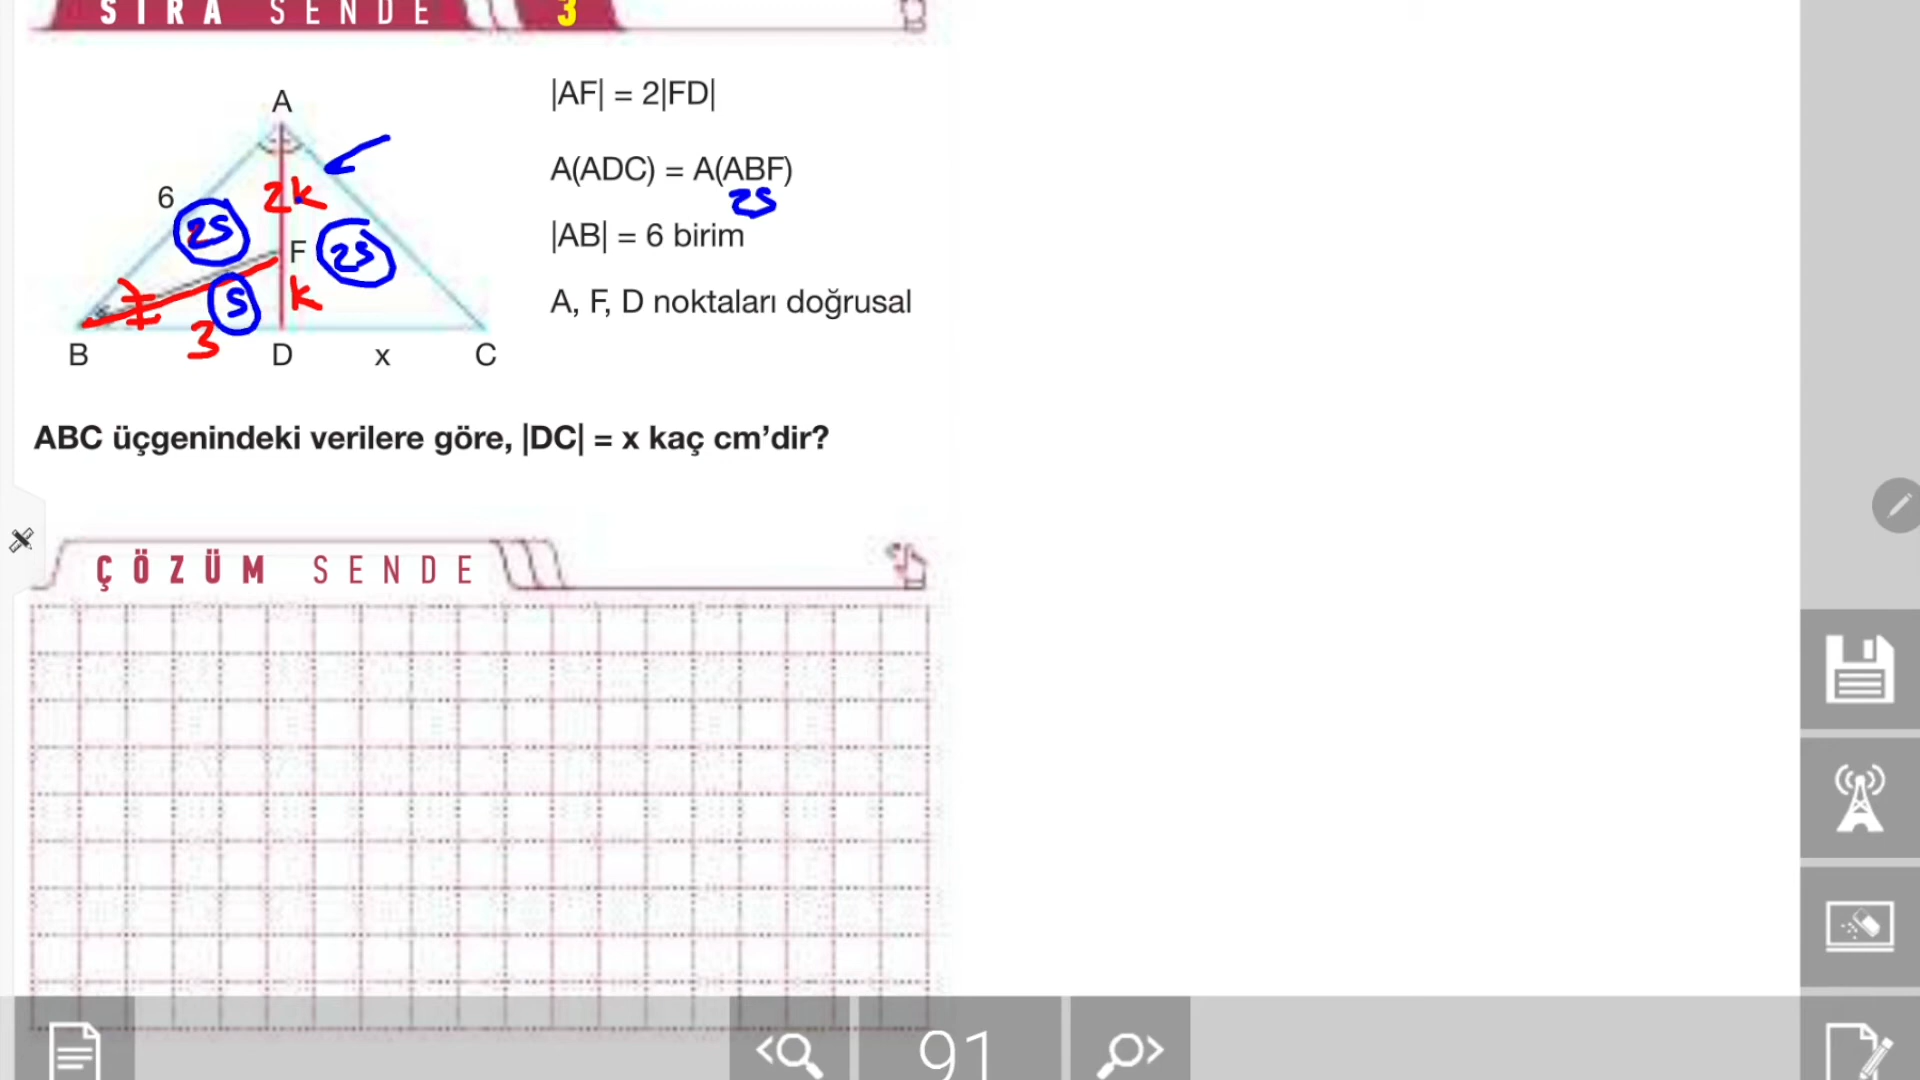 SIRA SENDE 3
A
|AF| = 2|FD|
A(ADC) = A(ABF)
2S
2k
6
2S
F
2S
|AB| = 6 birim
S
k
A, F, D noktaları doğrusal
3
B
D
x
C
ABC üçgenindeki verilere göre, |DC| = x kaç cm’dir?
ÇÖZÜM SENDE
91